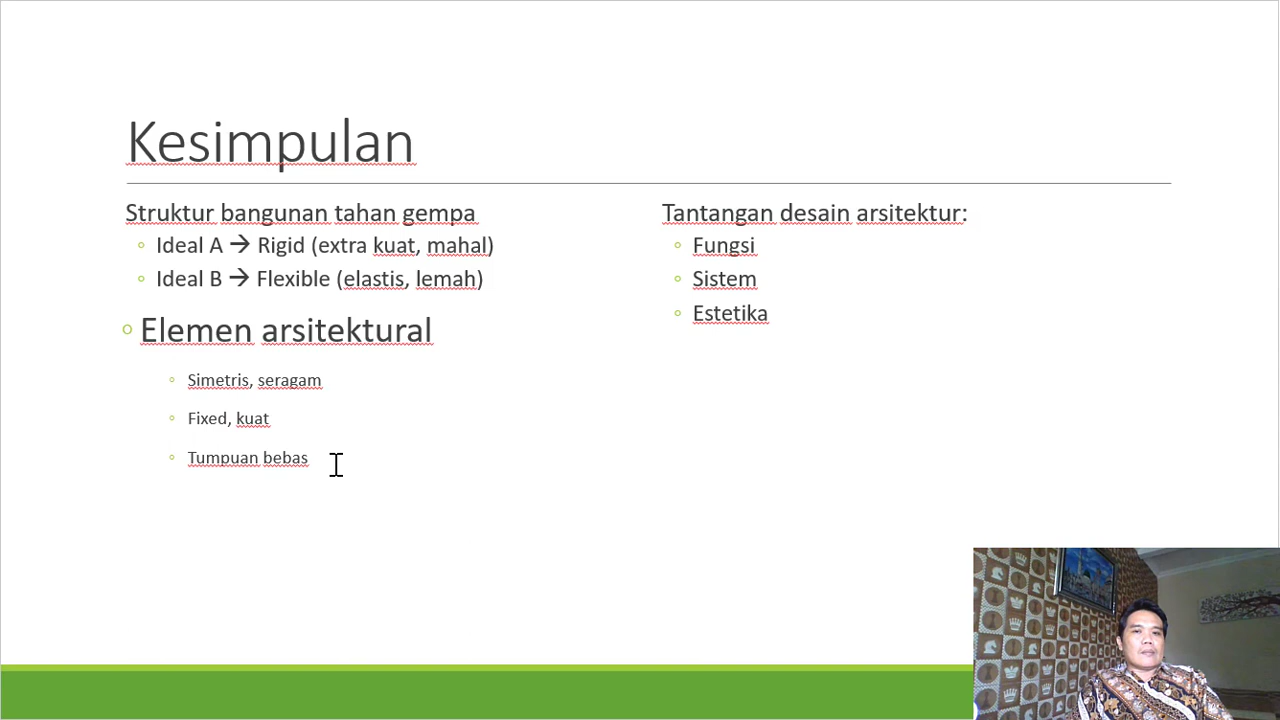 Kesimpulan
Struktur bangunan tahan gempa
Ideal A → Rigid (extra kuat, mahal)
Ideal B → Flexible (elastis, lemah)
Elemen arsitektural
Simetris, seragam
Fixed, kuat
Tumpuan bebas
Tantangan desain arsitektur:
Fungsi
Sistem
Estetika